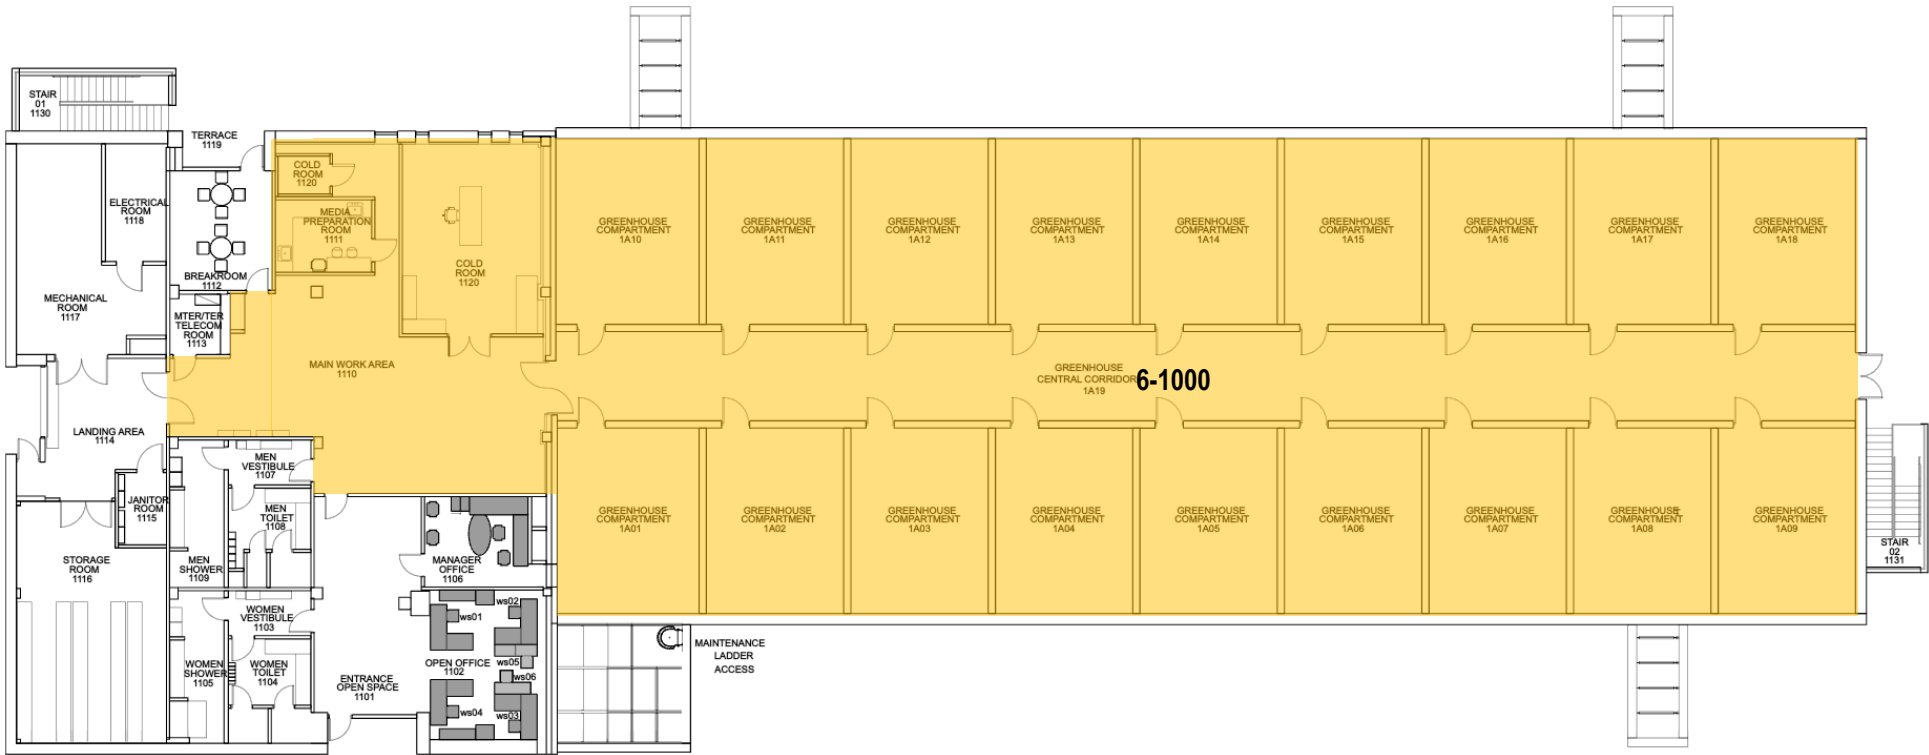 STAIR
01
1130
TERRACE
1119
COLD
ROOM
1120
ELECTRICAL
ROOM
1118
MEDIA
PREPARATION
ROOM
1111
BREAKROOM
1112
COLD
ROOM
1120
MECHANICAL
ROOM
1117
MTER/TER
TELECOM
ROOM
1113
MAIN WORK AREA
1110
LANDING AREA
1114
GREENHOUSE
COMPARTMENT
1A10
GREENHOUSE
COMPARTMENT
1A11
GREENHOUSE
COMPARTMENT
1A12
GREENHOUSE
COMPARTMENT
1A13
GREENHOUSE
COMPARTMENT
1A14
GREENHOUSE
COMPARTMENT
1A15
GREENHOUSE
COMPARTMENT
1A16
GREENHOUSE
COMPARTMENT
1A17
GREENHOUSE
COMPARTMENT
1A18
GREENHOUSE
CENTRAL CORRIDOR
1A19
6-1000
MEN
VESTIBULE
1107
JANITOR
ROOM
1115
MEN
TOILET
1108
STORAGE
ROOM
1116
MEN
SHOWER
1109
MANAGER
OFFICE
1106
GREENHOUSE
COMPARTMENT
1A01
GREENHOUSE
COMPARTMENT
1A02
GREENHOUSE
COMPARTMENT
1A03
GREENHOUSE
COMPARTMENT
1A04
GREENHOUSE
COMPARTMENT
1A05
GREENHOUSE
COMPARTMENT
1A06
GREENHOUSE
COMPARTMENT
1A07
GREENHOUSE
COMPARTMENT
1A08
GREENHOUSE
COMPARTMENT
1A09
STAIR
02
1131
WOMEN
VESTIBULE
1103
WOMEN
SHOWER
1105
WOMEN
TOILET
1104
ENTRANCE
OPEN SPACE
1101
ws01
ws02
OPEN OFFICE
1102
ws05
ws06
ws04
ws03
MAINTENANCE
LADDER
ACCESS